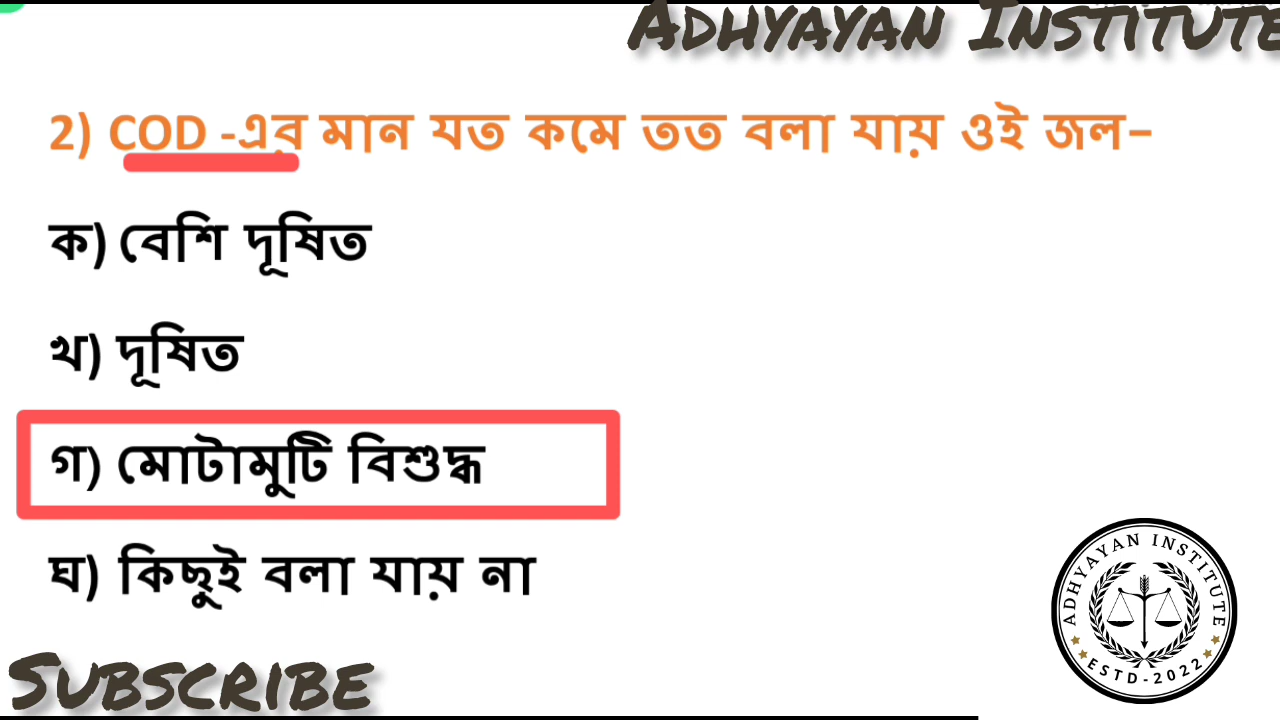 ADHYAYAN INSTITUTE
2) COD -এর মান যত কমে তত বলা যায় ওই জল–
ক) বেশি দূষিত
খ) দূষিত
গ) মোটামুটি বিশুদ্ধ
ঘ) কিছুই বলা যায় না
ADHYAYAN INSTITUTE
ESTD-2022
SUBSCRIBE